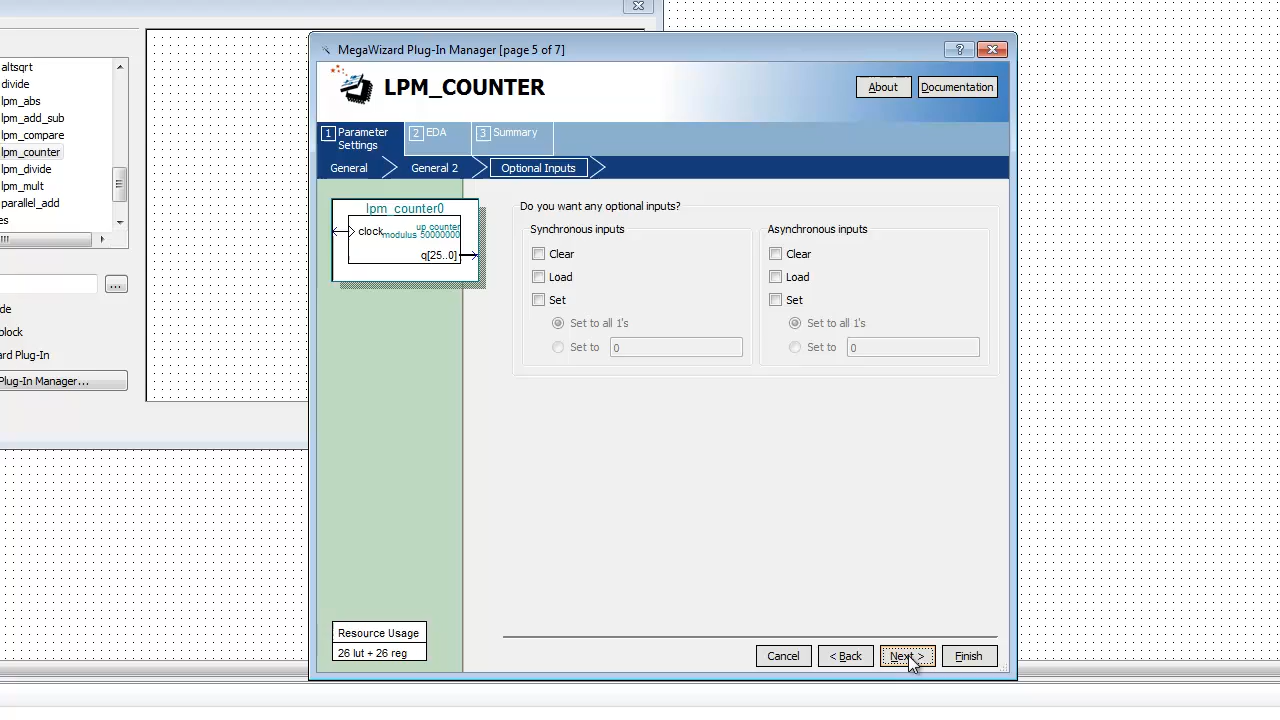 MegaWizard Plug-In Manager [page 5 of 7]
?
LPM_COUNTER
About
Documentation
1 Parameter Settings
2 EDA
3 Summary
General
General 2
Optional Inputs
altsqrt
divide
lpm_abs
lpm_add_sub
lpm_compare
lpm_counter
lpm_divide
lpm_mult
parallel_add
es
...
de
block
ard Plug-In
Plug-In Manager...
lpm_counter0
up counter
clock
modulus 50000000
q[25..0]
Do you want any optional inputs?
Synchronous inputs
Clear
Load
Set
Set to all 1's
Set to 0
Asynchronous inputs
Clear
Load
Set
Set to all 1's
Set to 0
Resource Usage
26 lut + 26 reg
Cancel
< Back
Next >
Finish